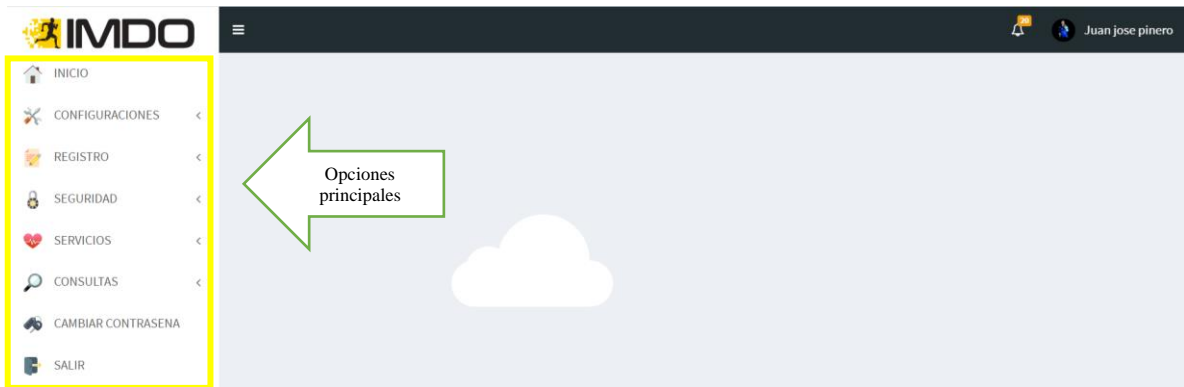 IMDO
Juan jose pinero
INICIO
CONFIGURACIONES
REGISTRO
SEGURIDAD
SERVICIOS
CONSULTAS
CAMBIAR CONTRASENA
SALIR
Opciones
principales